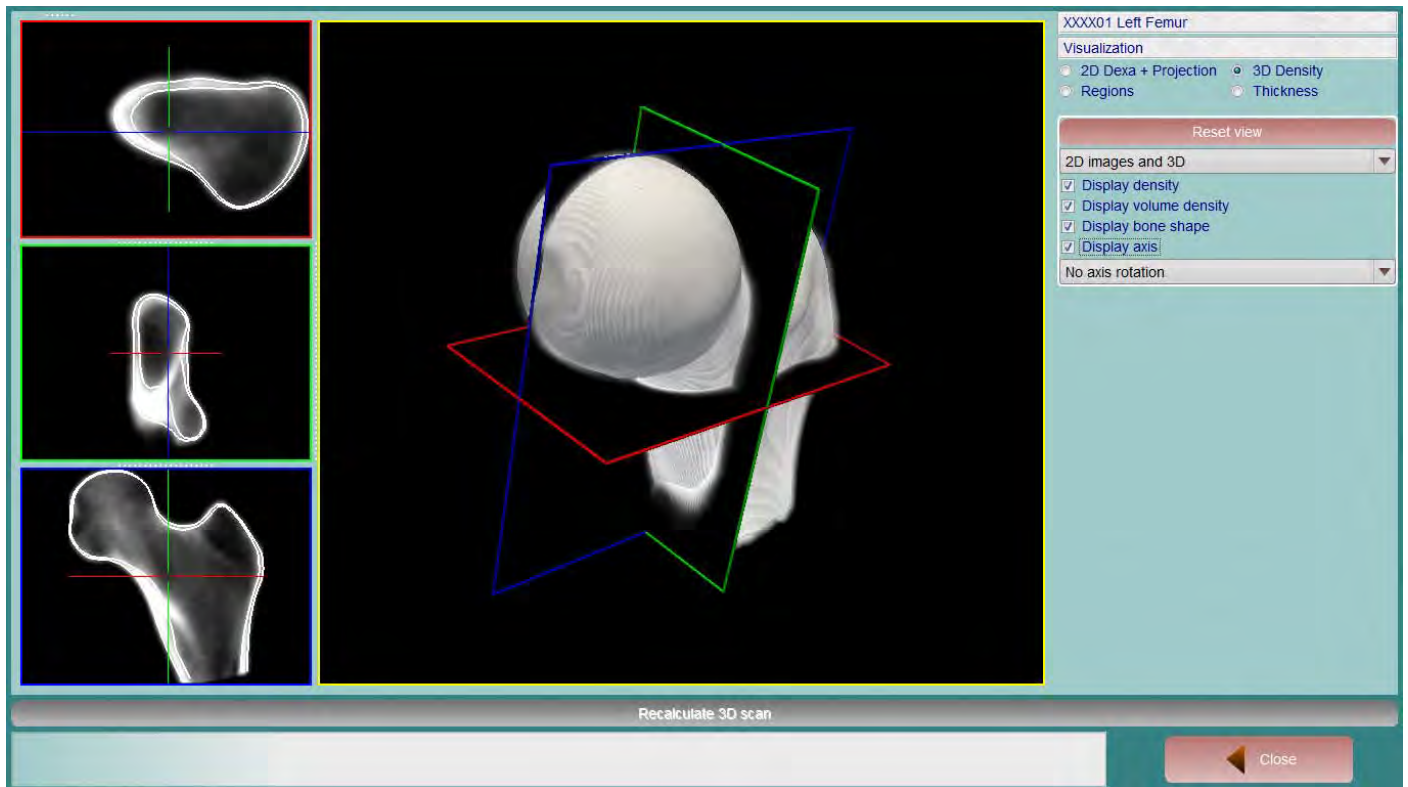 XXXX01 Left Femur
Visualization
2D Dexa + Projection 3D Density
Regions Thickness
Reset view
2D images and 3D
Display density
Display volume density
Display bone shape
Display axis
No axis rotation
Recalculate 3D scan
Close